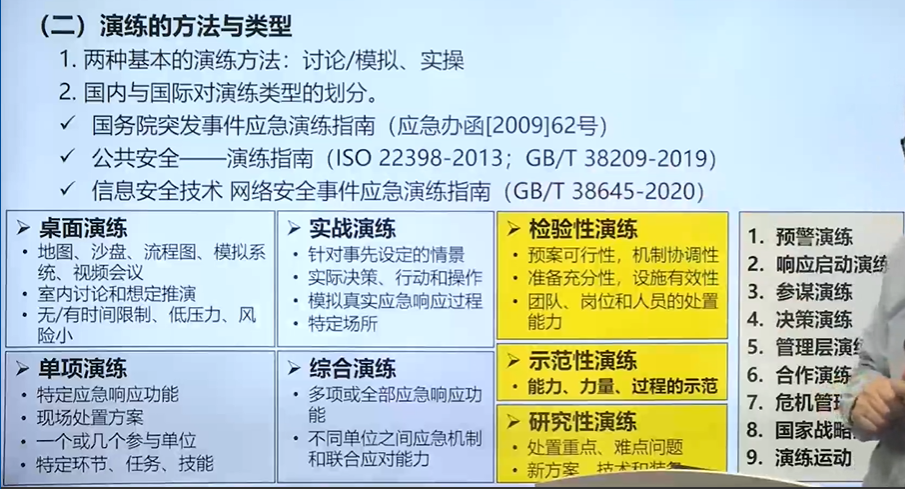 （二）演练的方法与类型
1. 两种基本的演练方法：讨论/模拟、实操
2. 国内与国际对演练类型的划分。
✓ 国务院突发事件应急演练指南（应急办函[2009]62号）
✓ 公共安全——演练指南（ISO 22398-2013；GB/T 38209-2019）
✓ 信息安全技术 网络安全事件应急演练指南（GB/T 38645-2020）
➢ 桌面演练
• 地图、沙盘、流程图、模拟系
统、视频会议
• 室内讨论和想定推演
• 无/有时间限制、低压力、风
险小
➢ 实战演练
• 针对事先设定的情景
• 实际决策、行动和操作
• 模拟真实应急响应过程
• 特定场所
➢ 检验性演练
• 预案可行性，机制协调性
• 准备充分性，设施有效性
• 团队、岗位和人员的处置
能力
➢ 单项演练
• 特定应急响应功能
• 现场处置方案
• 一个或几个参与单位
• 特定环节、任务、技能
➢ 综合演练
• 多项或全部应急响应功
能
• 不同单位之间应急机制
和联合应对能力
➢ 示范性演练
• 能力、力量、过程的示范
➢ 研究性演练
• 处置重点、难点问题
• 新方案、技术和装备
1. 预警演练
2. 响应启动演练
3. 参谋演练
4. 决策演练
5. 管理层演练
6. 合作演练
7. 危机管
8. 国家战略
9. 演练运动